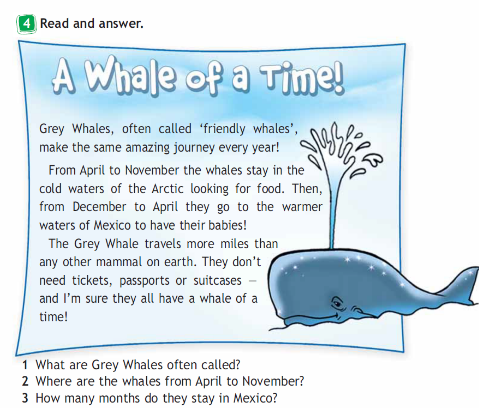 4 Read and answer.
A Whale of a Time!
Grey Whales, often called ‘friendly whales’,
make the same amazing journey every year!
From April to November the whales stay in the
cold waters of the Arctic looking for food. Then,
from December to April they go to the warmer
waters of Mexico to have their babies!
The Grey Whale travels more miles than
any other mammal on earth. They don’t
need tickets, passports or suitcases –
and I’m sure they all have a whale of a
time!
1 What are Grey Whales often called?
2 Where are the whales from April to November?
3 How many months do they stay in Mexico?